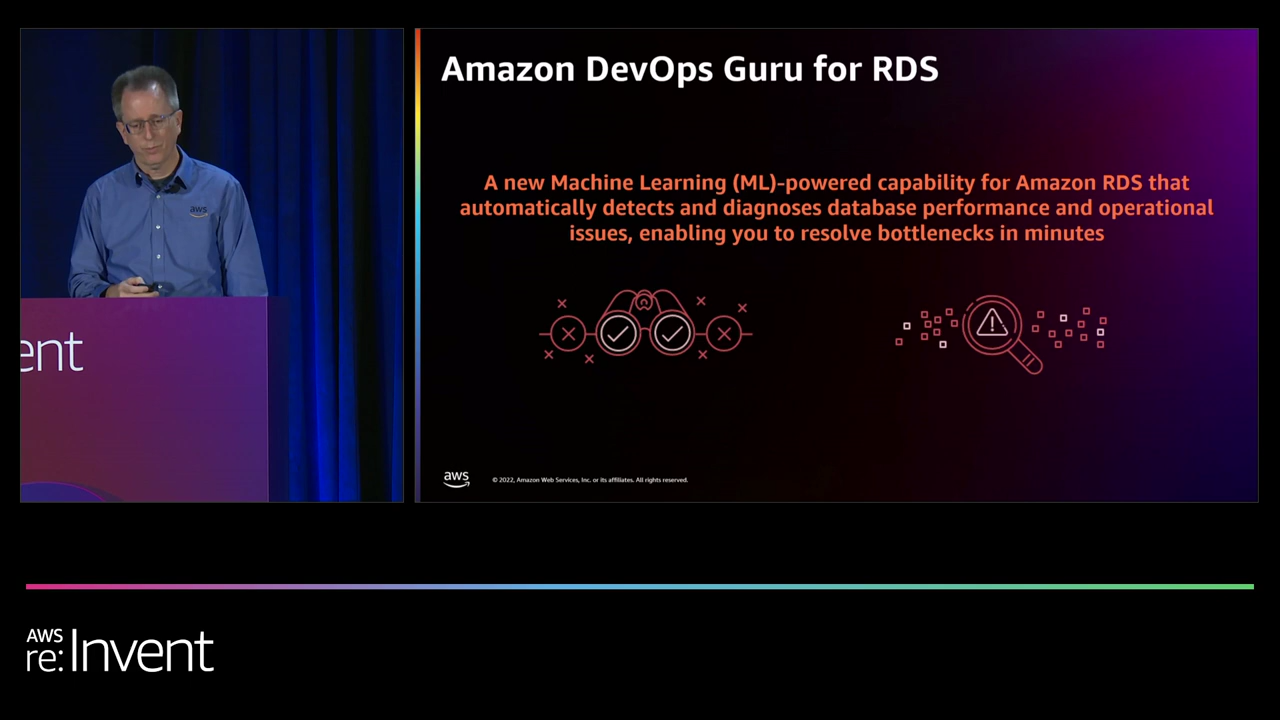 Amazon DevOps Guru for RDS
A new Machine Learning (ML)-powered capability for Amazon RDS that
automatically detects and diagnoses database performance and operational
issues, enabling you to resolve bottlenecks in minutes
aws
ent
aws
© 2022, Amazon Web Services, Inc. or its affiliates. All rights reserved.
AWS
re:Invent